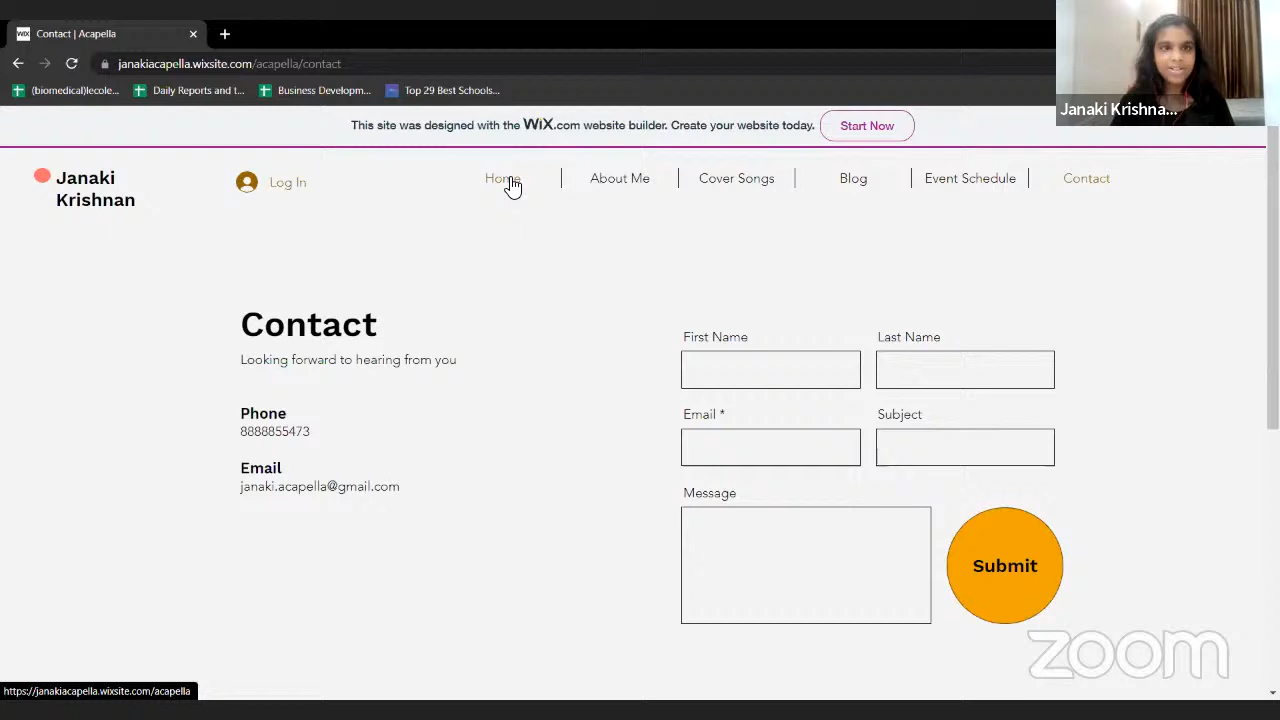 Contact | Acapella
janakiacapella.wixsite.com/acapella/contact
(biomedical)lecole... Daily Reports and t... Business Developm... Top 29 Best Schools...
Janaki Krishna...
This site was designed with the WiX.com website builder. Create your website today. Start Now
Janaki
Krishnan
Log In
Home About Me Cover Songs Blog Event Schedule Contact
Contact
Looking forward to hearing from you
Phone
8888855473
Email
janaki.acapella@gmail.com
First Name Last Name
Email * Subject
Message
Submit
zoom
https://janakiacapella.wixsite.com/acapella